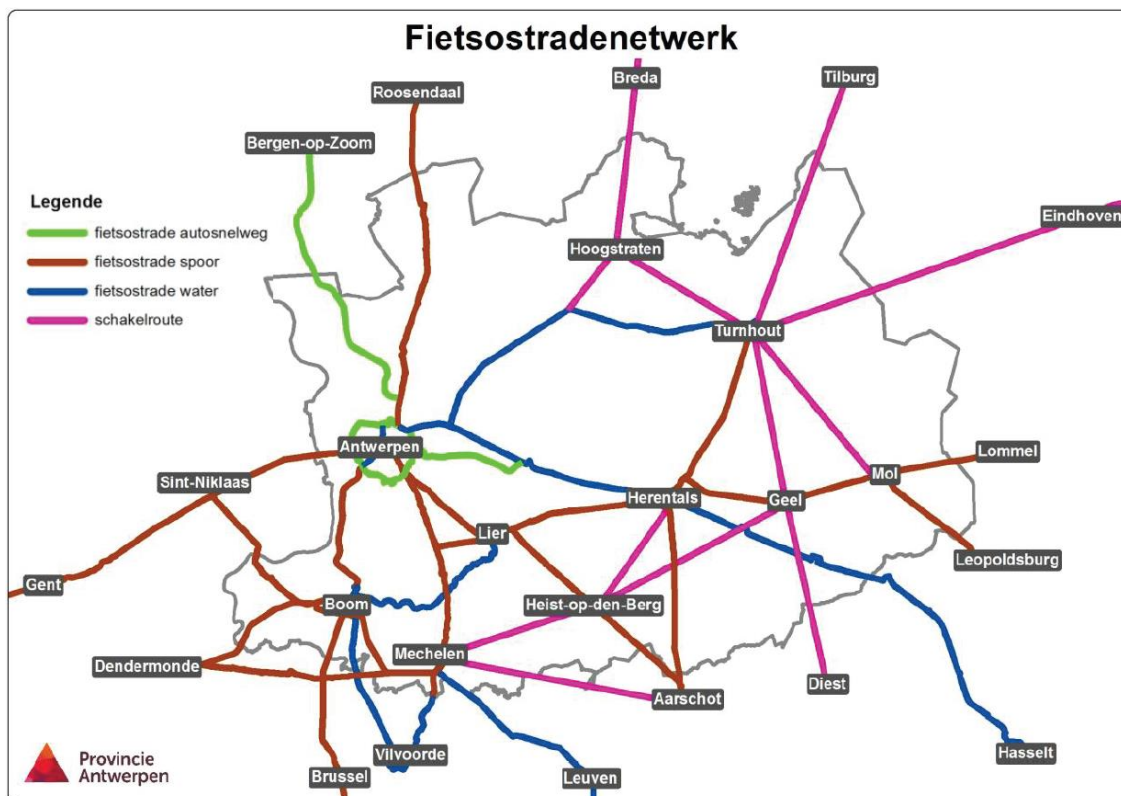 Fietsostradenetwerk
Breda
Tilburg
Roosendaal
Bergen-op-Zoom
Legende
fietsostrade autosnelweg
fietsostrade spoor
fietsostrade water
schakelroute
Eindhoven
Hoogstraten
Turnhout
Antwerpen
Lommel
Sint-Niklaas
Mol
Herentals
Geel
Lier
Leopoldsburg
Gent
Boom
Heist-op-den-Berg
Mechelen
Dendermonde
Diest
Aarschot
Vilvoorde
Hasselt
Provincie
Antwerpen
Brussel
Leuven